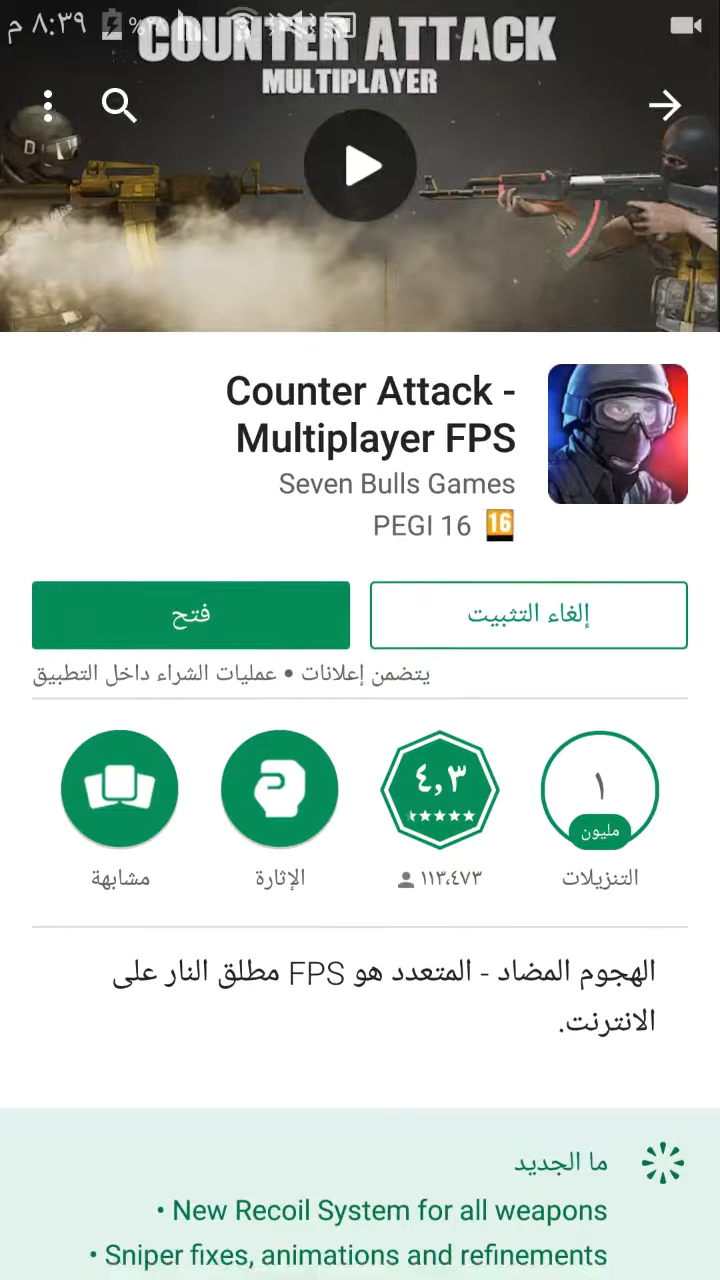 ٨:٣٩ م
COUNTER ATTACK
MULTIPLAYER
Counter Attack -
Multiplayer FPS
Seven Bulls Games
PEGI 16 16
إلغاء التثبيت
فتح
يتضمن إعلانات • عمليات الشراء داخل التطبيق
١
مليون
التنزيلات
٤,٣
١١٣،٤٧٣
الإثارة
مشابهة
الهجوم المضاد - المتعدد هو FPS مطلق النار على
الانترنت.
ما الجديد
• New Recoil System for all weapons
• Sniper fixes, animations and refinements